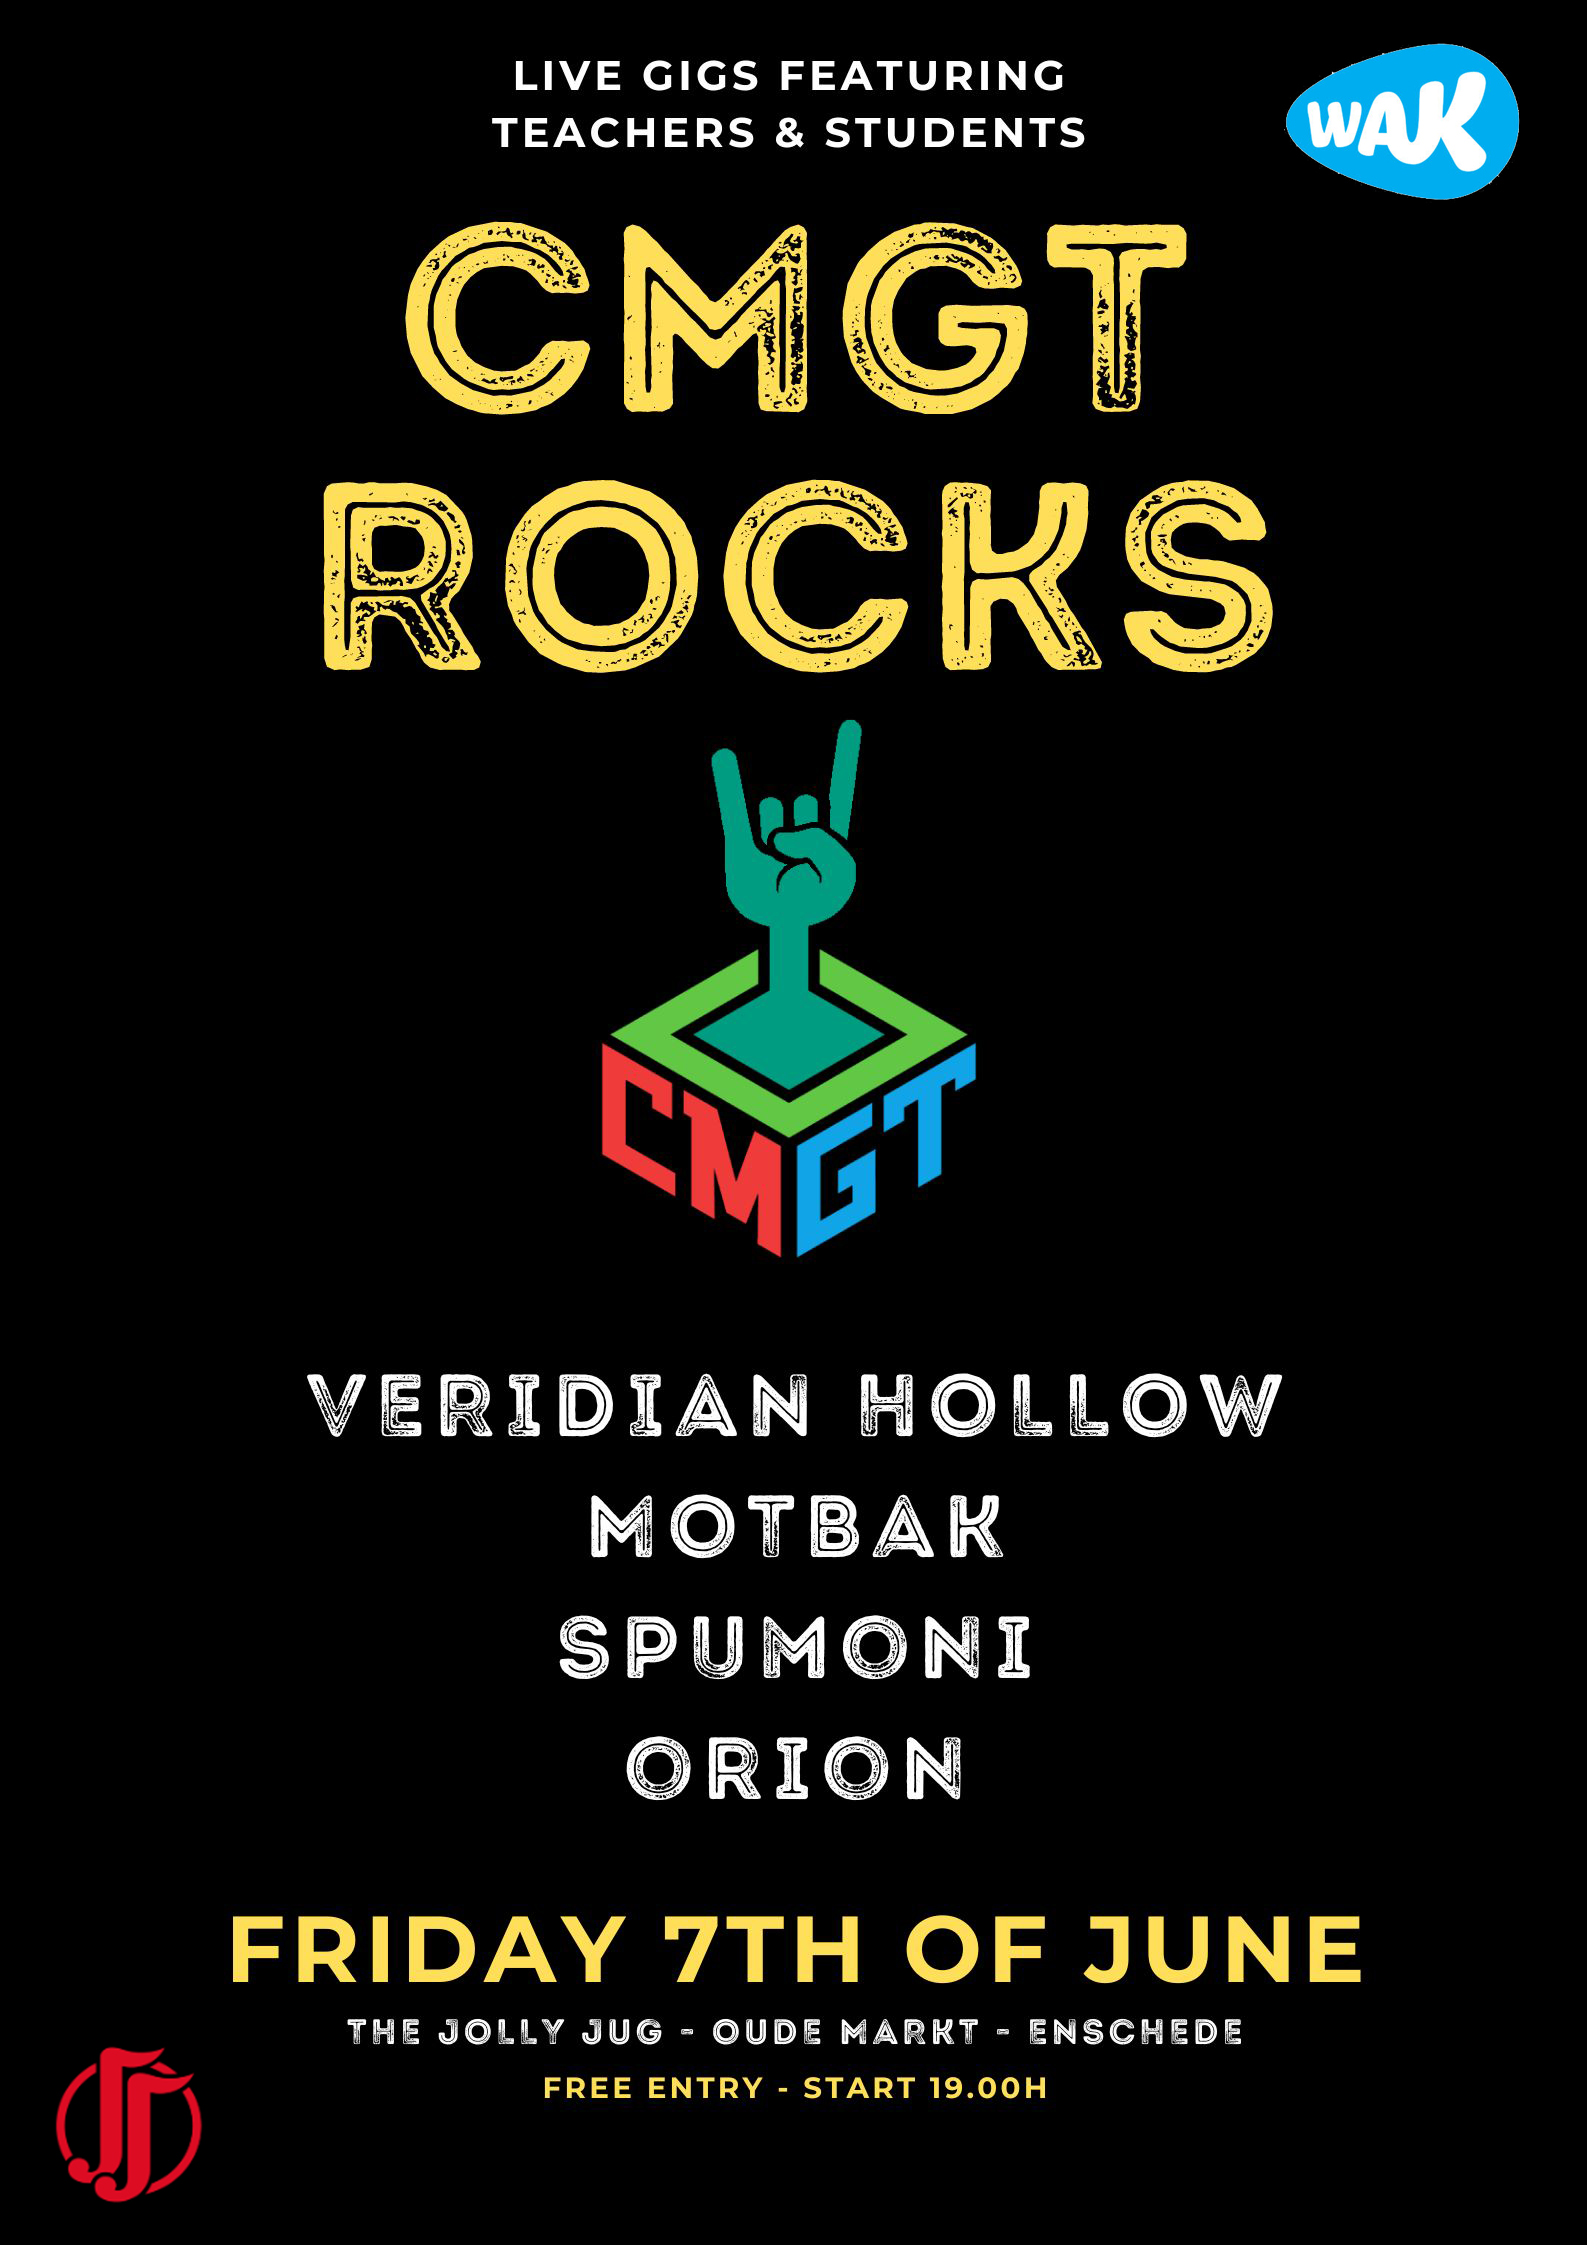 LIVE GIGS FEATURING
TEACHERS & STUDENTS
WAK
CMGT
ROCKS
CMGT
VERIDIAN HOLLOW
MOTBAK
SPUMONI
ORION
FRIDAY 7TH OF JUNE
THE JOLLY JUG - OUDE MARKT - ENSCHEDE
FREE ENTRY - START 19.00H
JJ